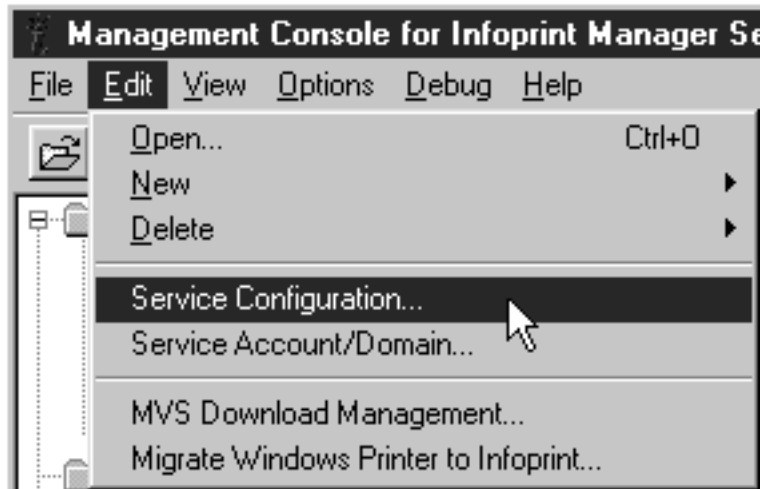 Management Console for Infoprint Manager Se
File Edit View Options Debug Help
Open... Ctrl+O
New
Delete
Service Configuration...
Service Account/Domain...
MVS Download Management...
Migrate Windows Printer to Infoprint...